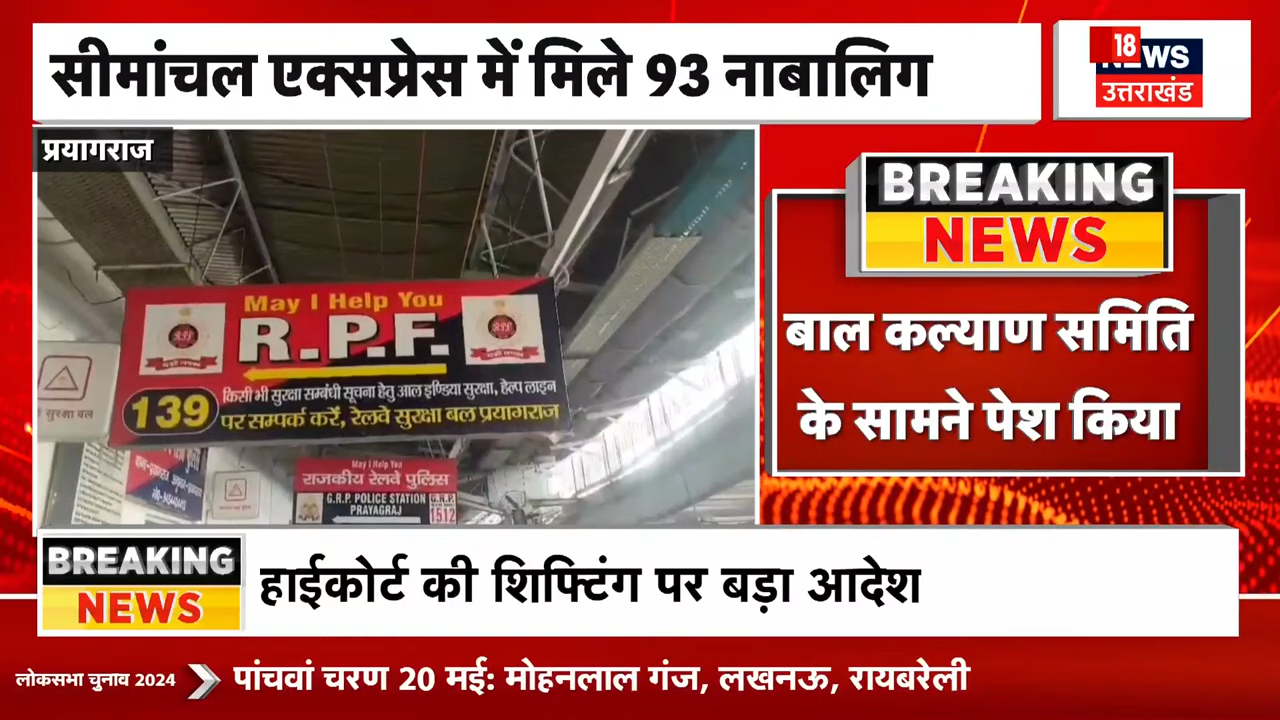 सीमांचल एक्सप्रेस में मिले 93 नाबालिग
18
NEWS
उत्तराखंड
प्रयागराज
BREAKING
NEWS
बाल कल्याण समिति
के सामने पेश किया
May I Help You
R.P.F.
किसी भी सुरक्षा सम्बंधी सूचना हेतु आल इण्डिया सुरक्षा, हेल्प लाइन
139 पर सम्पर्क करें, रेलवे सुरक्षा बल प्रयागराज
सुरक्षा बल
May I Help You
राजकीय रेलवे पुलिस
G.R.P. POLICE STATION
PRAYAGRAJ
1512
BREAKING
NEWS
हाईकोर्ट की शिफ्टिंग पर बड़ा आदेश
लोकसभा चुनाव 2024
पांचवां चरण 20 मई: मोहनलाल गंज, लखनऊ, रायबरेली